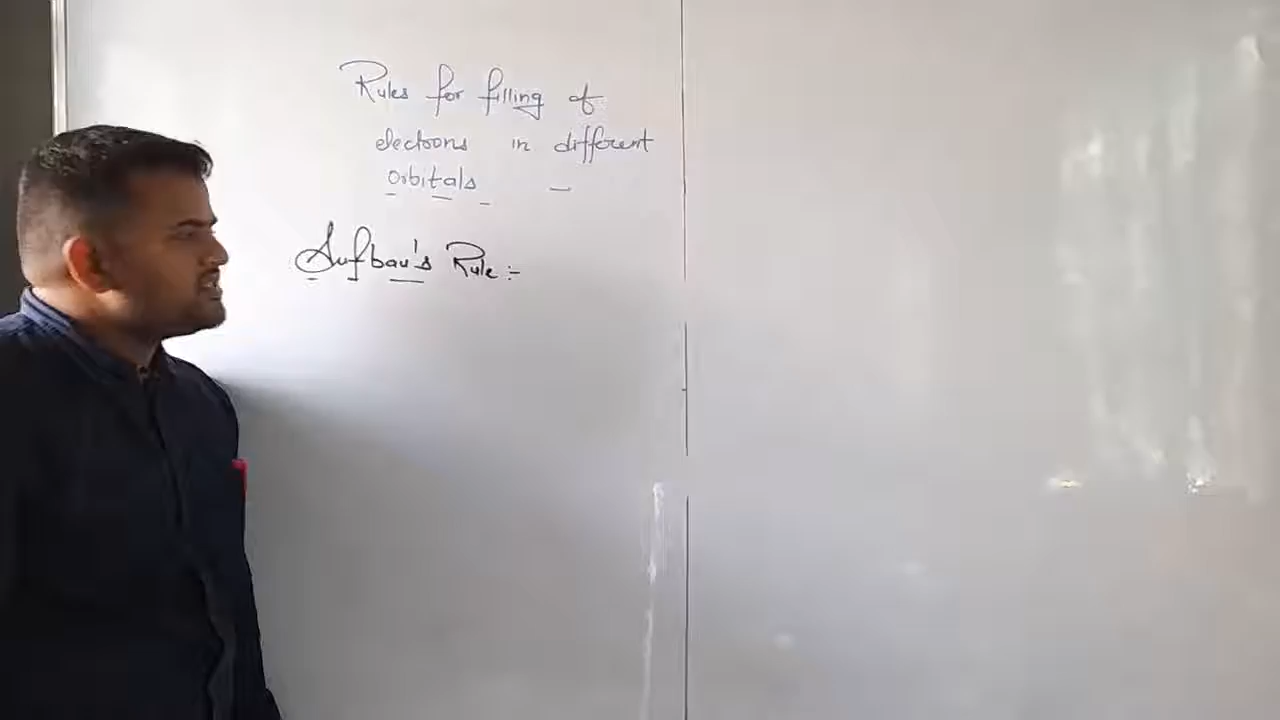 Rules for filling of
electrons in different
orbitals –
Aufbau's Rule :-